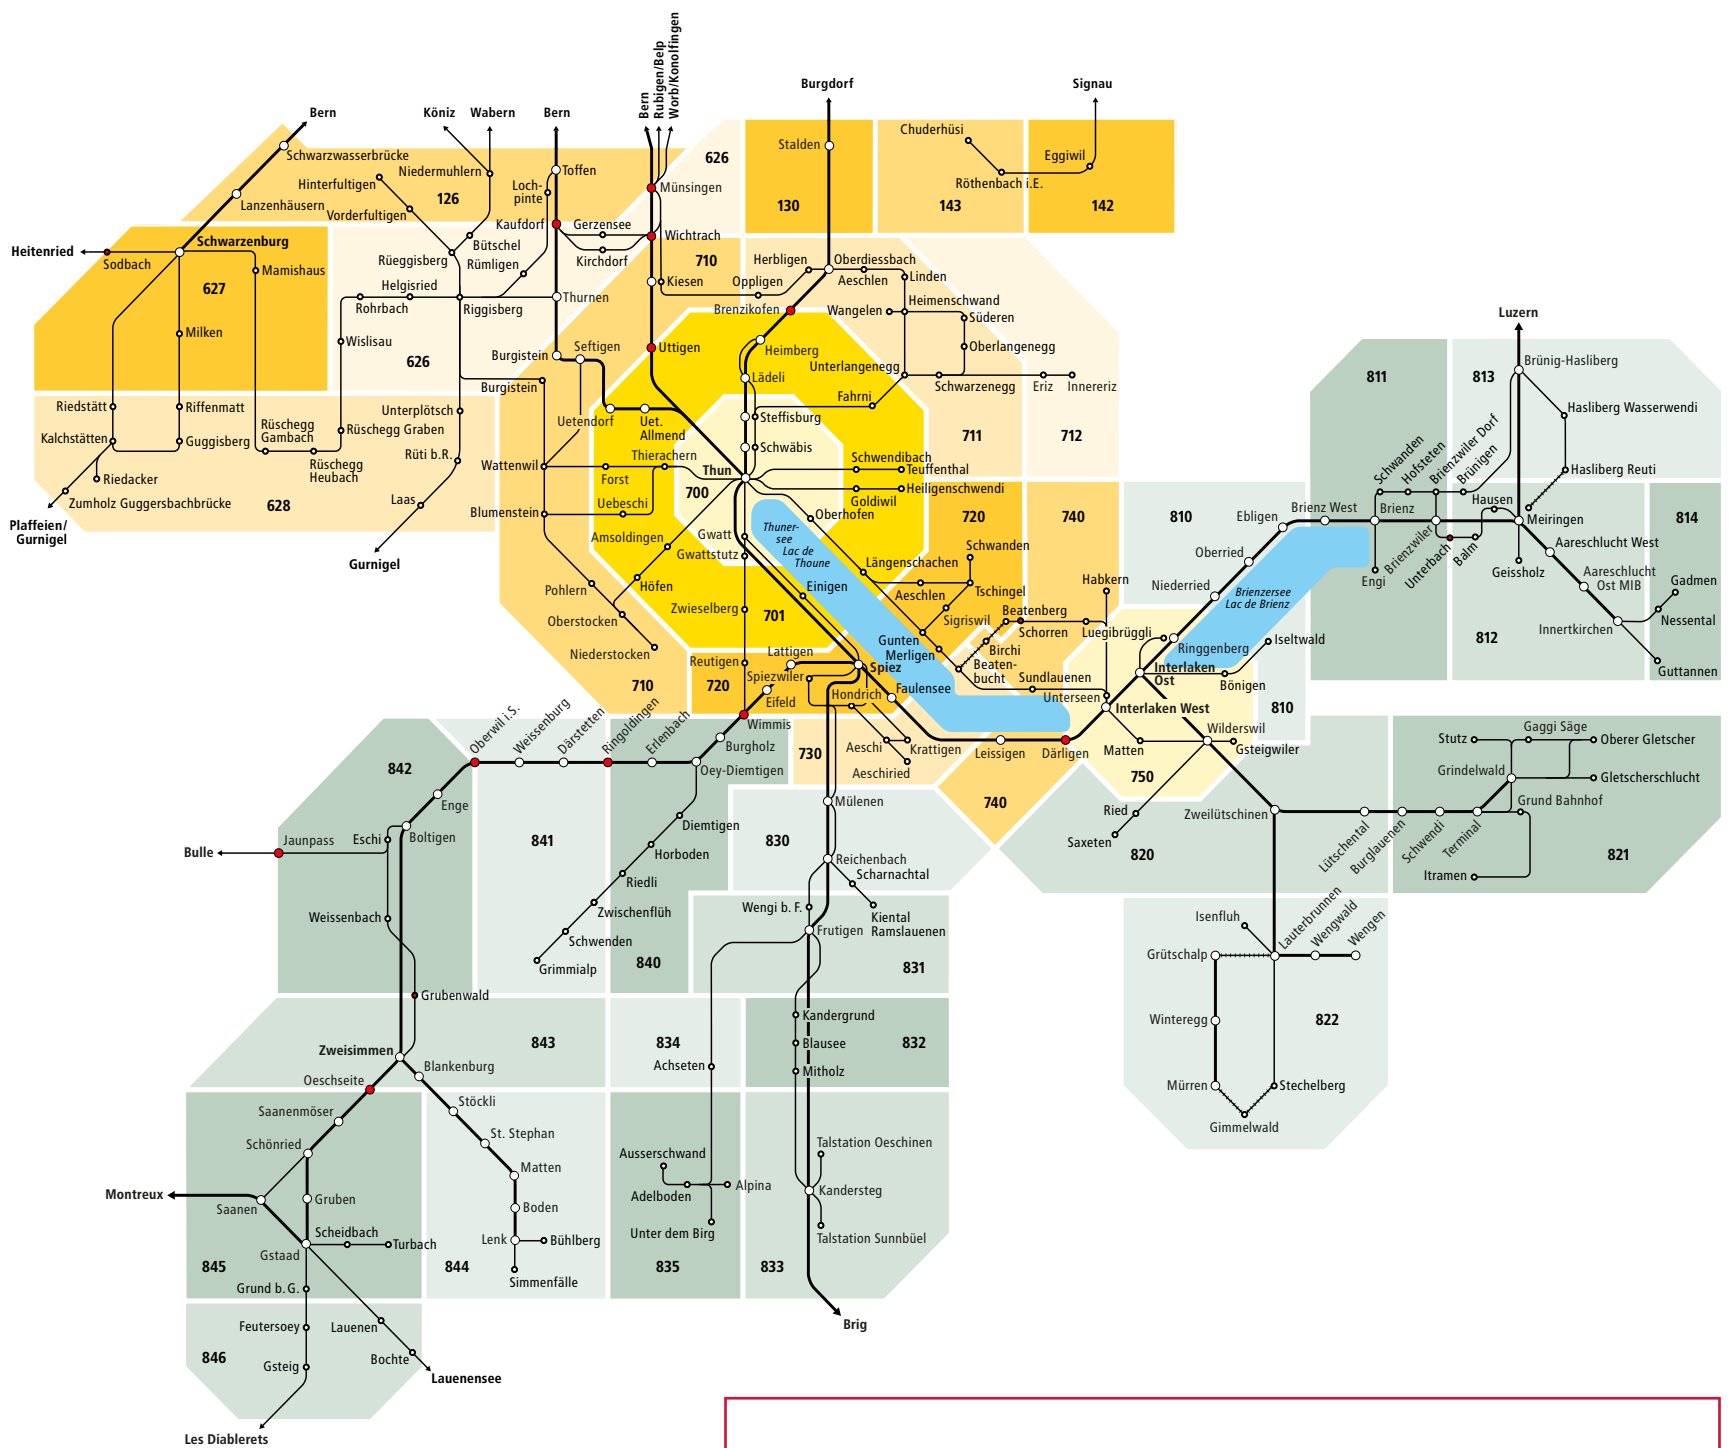 Bern
Rubigen/Belp
Worb/Konolfingen
Burgdorf
Signau
Bern
Köniz
Wabern
Bern
Schwarzwasserbrücke
Hinterfultigen
Niedermuhlern
Toffen
Loch-
pinte
626
Münsingen
Stalden
Chuderhüsi
Eggiwil
Röthenbach i.E.
Lanzenhäusern
Vorderfultigen
126
130
143
142
Kaufdorf
Gerzensee
Wichtrach
Heitenried
Sodbach
Schwarzenburg
Mamishaus
Bütschel
Rüeggisberg
Rümligen
Kirchdorf
710
Herbligen
Oberdiessbach
Aeschlen
Linden
627
Helgisried
Rohrbach
Riggisberg
Thurnen
Kiesen
Oppligen
Brenzikofen
Wangelen
Heimenschwand
Süderen
Luzern
Milken
Wislisau
626
Burgistein
Seftigen
Uttigen
Heimberg
Oberlangenegg
Unterlangenegg
Brünig-Hasliberg
Burgistein
Lädeli
Schwarzenegg
Eriz
Innereriz
811
813
Riedstätt
Riffenmatt
Unterplötsch
Uetendorf
Uet.
Allmend
Fahrni
Steffisburg
Hasliberg Wasserwendi
Kalchstätten
Guggisberg
Rüschegg
Gambach
Rüschegg Graben
Rüschegg
Heubach
Rüti b.R.
Wattenwil
Thierachern
Forst
Schwäbis
711
712
Thun
Schwendibach
Teuffenthal
Schwanden
Hofsteten
Brienzwiler Dorf
Brünigen
Hasliberg Reuti
Riedacker
Zumholz Guggersbachbrücke
628
Laas
Blumenstein
Uebeschi
700
Goldiwil
Heiligenschwendi
Oberhofen
Plaffeien/
Gurnigel
Gurnigel
Amsoldingen
Gwatt
Gwattstutz
Thuner-
see
Lac de
Thoune
720
740
810
Ebligen
Brienz West
Brienz
Hausen
Meiringen
814
Schwanden
Längenschachen
Oberried
Engi
Brienzwiler
Unterbach
Balm
Geissholz
Aareschlucht West
Pohlern
Höfen
Einigen
Aeschlen
Tschingel
Habkern
Niederried
Brienzersee
Lac de Brienz
Aareschlucht
Ost MIB
Gadmen
Oberstocken
Zwieselberg
701
Sigriswil
Beatenberg
Schorren
Luegibrüggli
Innertkirchen
Nessental
Niederstocken
Reutigen
Lattigen
Spiez
Gunten
Merligen
Birchi
Beaten-
bucht
Ringgenberg
Iseltwald
812
Guttannen
710
720
Spiezwiler
Eifeld
Hondrich
Faulensee
Sundlauenen
Unterseen
Interlaken
Ost
Bönigen
Interlaken West
Wimmis
810
Oberwil i.S.
Weissenburg
Därstetten
Ringoldingen
Erlenbach
Burgholz
730
Aeschi
Krattigen
Aeschiried
Leissigen
Därligen
Matten
Wilderswil
Gsteigwiler
Stutz
Gaggi Säge
Oberer Gletscher
842
Oey-Diemtigen
750
Grindelwald
Gletscherschlucht
Enge
Mülenen
740
Ried
Saxeten
Zweilütschinen
Grund Bahnhof
Bulle
Jaunpass
Eschi
Boltigen
841
Diemtigen
Horboden
830
820
Lütschental
Burglauenen
Schwendi
Terminal
821
Itramen
Reichenbach
Scharnachtal
Riedli
Weissenbach
Zwischenflüh
Wengi b. F.
Kiental
Ramslauenen
Isenfluh
Lauterbrunnen
Wengwald
Wengen
Schwenden
Frutigen
Grimmialp
840
831
Grütschalp
Grubenwald
Kandergrund
Winteregg
822
Zweisimmen
843
834
Blausee
832
Blankenburg
Achseten
Mitholz
Oeschseite
Mürren
Stechelberg
Saanenmöser
Stöckli
Gimmelwald
Schönried
St. Stephan
Ausserschwand
Talstation Oeschinen
Matten
Montreux
Saanen
Gruben
Boden
Adelboden
Alpina
Kandersteg
Scheidbach
Turbach
Gstaad
Lenk
Bühlberg
Unter dem Birg
Talstation Sunnbüel
845
844
835
833
Grund b. G.
Simmenfälle
Feutersoey
Lauenen
Brig
846
Gsteig
Bochte
Lauenensee
Les Diablerets